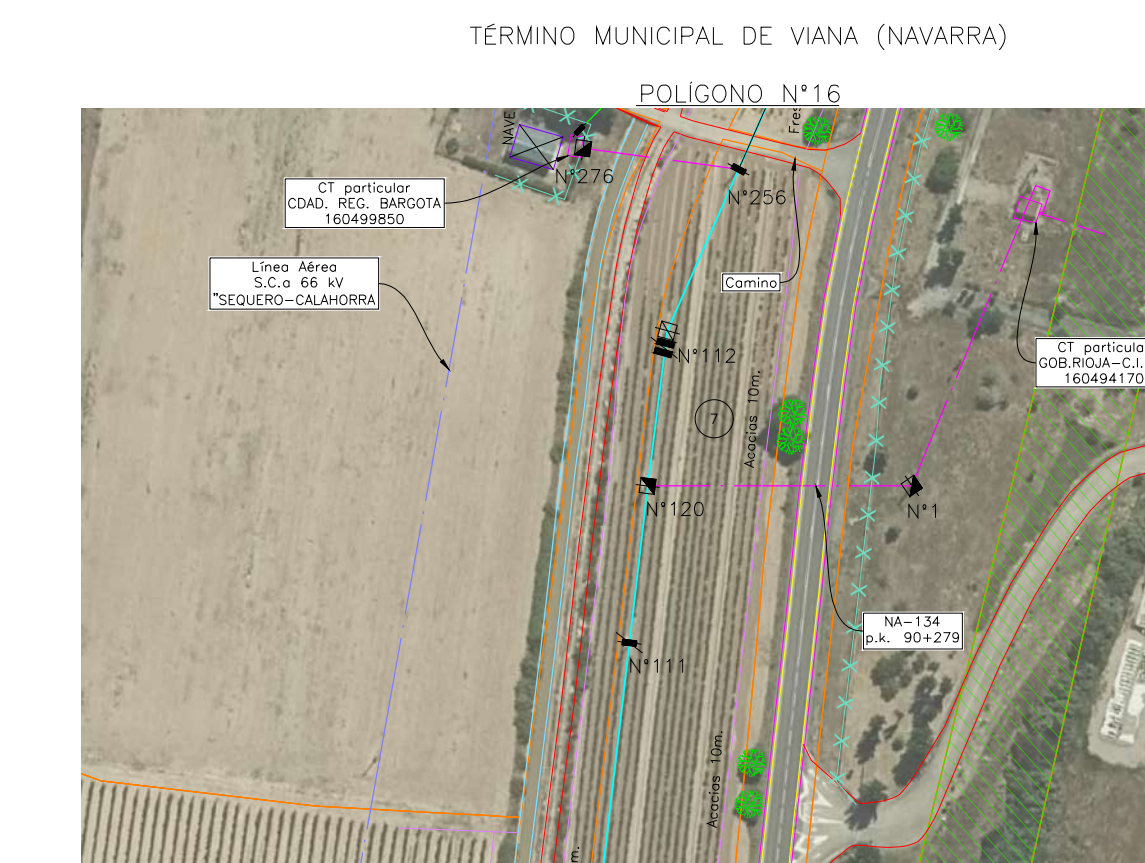 TÉRMINO MUNICIPAL DE VIANA (NAVARRA)
POLÍGONO Nº16
NAVE
Fres
Nº276
Nº256
CT particular
CDAD. REG. BARGOTA
160499850
Línea Aérea
S.C.a 66 kV
"SEQUERO-CALAHORRA
Camino
Nº112
CT particula
GOB.RIOJA-C.I.
160494170
Acacias 10m.
7
Nº120
Nº1
NA-134
p.k. 90+279
Nº111
Acacias 10m.
m.